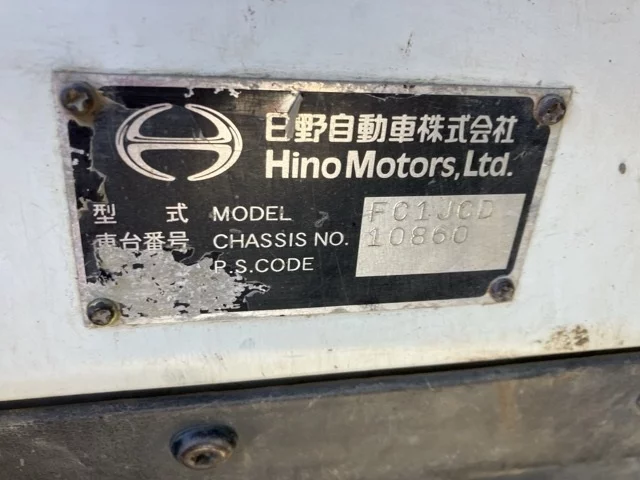 日野自動車株式会社
Hino Motors, Ltd.
型 式 MODEL FC1JCD
車台番号 CHASSIS NO. 10860
P.S.CODE